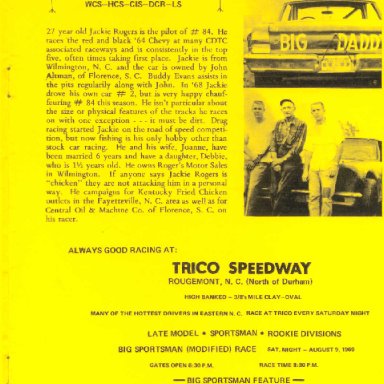 WCS-HCS-CIS-DCR-LS
27 year old Jackie Rogers is the pilot of # 84. He
races the red and black '64 Chevy at many CDTC
associated raceways and is consistently in the top
five, often times taking first place. Jackie is from
Wilmington, N. C. and the car is owned by John
Altman, of Florence, S. C. Buddy Evans assists in
the pits regularly along with John. In '68 Jackie
drove his own car # 2, but is very happy chauf-
feuring # 84 this season. He isn't particular about
the size or physical features of the tracks he races
on with one exception - - - it must be dirt. Drag
racing started Jackie on the road of speed competi-
tion, but now fishing is his only hobby other than
stock car racing. He and his wife, Joanne, have
been married 6 years and have a daughter, Debbie,
who is 1½ years old. He owns Roger's Motor Sales
in Wilmington. If anyone says Jackie Rogers is
"chicken" they are not attacking him in a personal
way. He campaigns for Kentucky Fried Chicken
outlets in the Fayetteville, N. C. area as well as for
Central Oil & Machine Co. of Florence, S. C. on
his racer.
BIG DADDY
ALWAYS GOOD RACING AT:
TRICO SPEEDWAY
ROUGEMONT, N. C. (North of Durham)
HIGH BANKED - 3/8's MILE CLAY - OVAL
MANY OF THE HOTTEST DRIVERS IN EASTERN N.C. RACE AT TRICO EVERY SATURDAY NIGHT
LATE MODEL • SPORTSMAN • ROOKIE DIVISIONS
BIG SPORTSMAN (MODIFIED) RACE SAT. NIGHT - AUGUST 9, 1969
GATES OPEN 6:30 P.M. RACE TIME 8:30 P.M.
— BIG SPORTSMAN FEATURE —